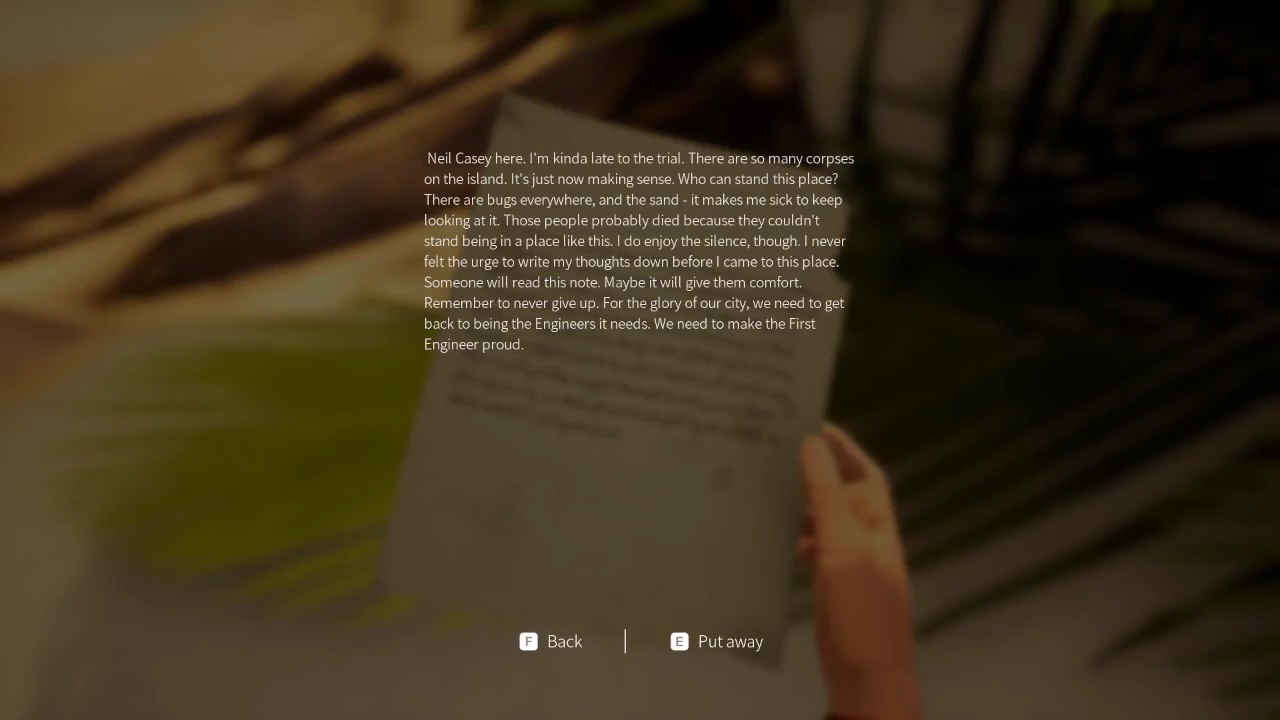 Neil Casey here. I'm kinda late to the trial. There are so many corpses
on the island. It's just now making sense. Who can stand this place?
There are bugs everywhere, and the sand - it makes me sick to keep
looking at it. Those people probably died because they couldn't
stand being in a place like this. I do enjoy the silence, though. I never
felt the urge to write my thoughts down before I came to this place.
Someone will read this note. Maybe it will give them comfort.
Remember to never give up. For the glory of our city, we need to get
back to being the Engineers it needs. We need to make the First
Engineer proud.
F Back | E Put away